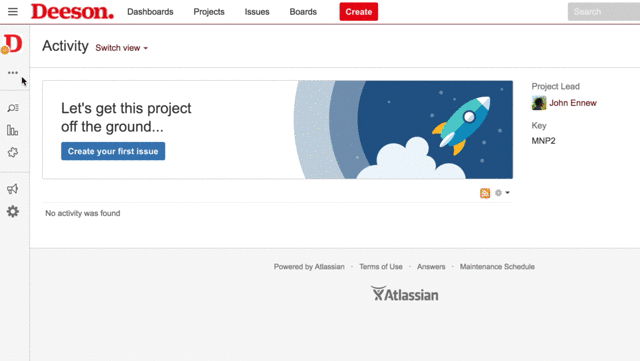 Deeson.
Dashboards
Projects
Issues
Boards
Create
Search
D
Activity
Switch view
Let's get this project
off the ground...
Create your first issue
Project Lead
John Ennew
Key
MNP2
No activity was found
Powered by Atlassian · Terms of Use · Answers · Maintenance Schedule
Atlassian